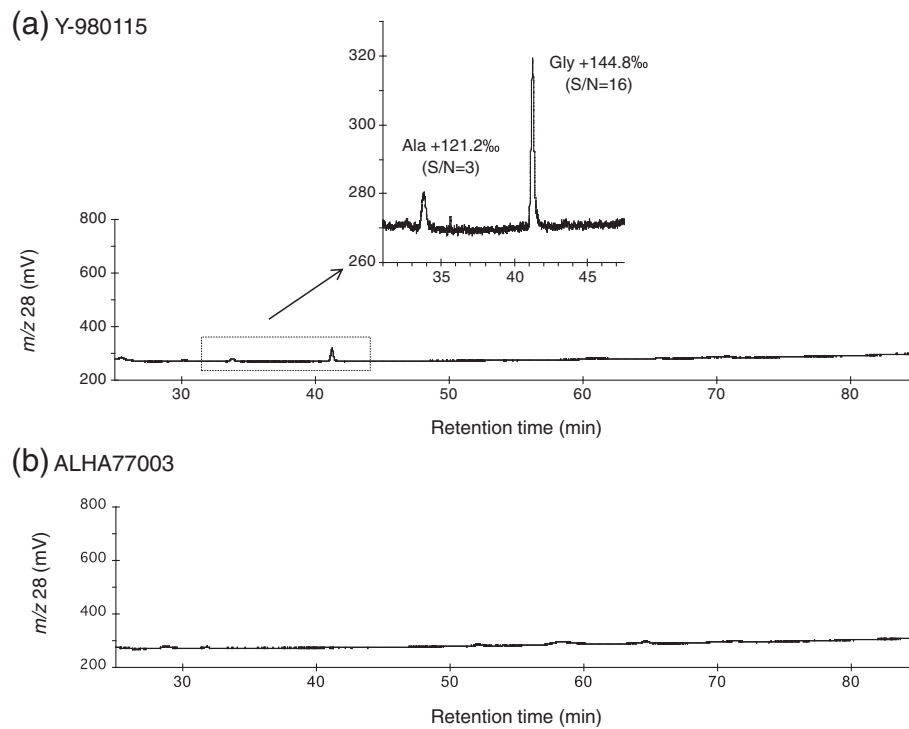 (a) Y-980115
320
Gly +144.8‰
(S/N=16)
300
Ala +121.2‰
(S/N=3)
280
270
260
35 40 45
800
600
400
200
m/z 28 (mV)
30 40 50 60 70 80
Retention time (min)
(b) ALHA77003
800
600
400
200
m/z 28 (mV)
30 40 50 60 70 80
Retention time (min)